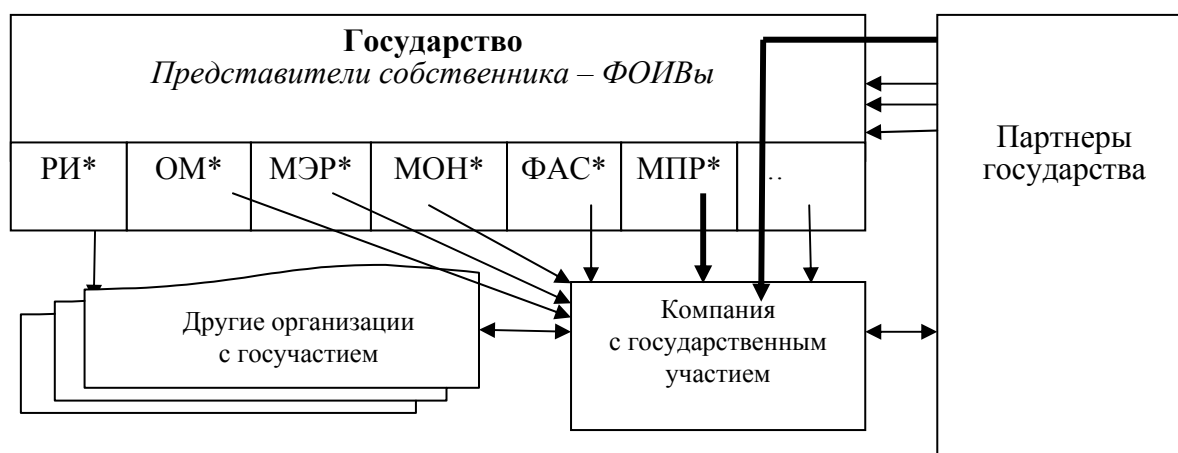 Государство
Представители собственника – ФОИВы
РИ* ОМ* МЭР* МОН* ФАС* МПР* ..
Партнеры
государства
Другие организации
с госучастием
Компания
с государственным
участием